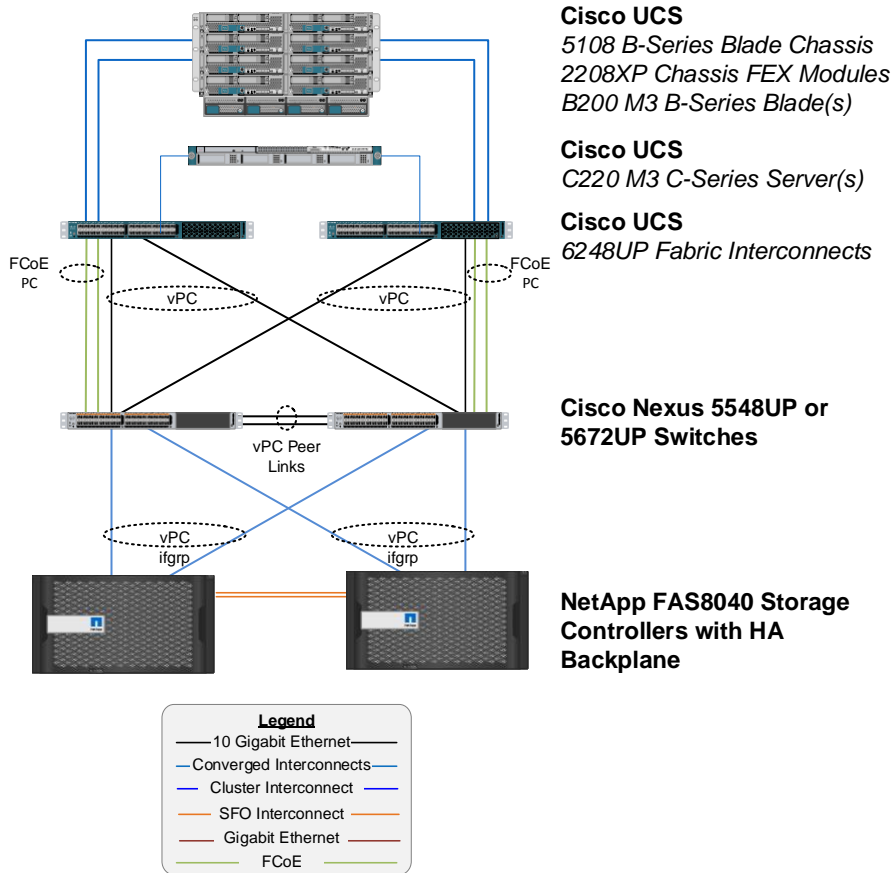 Cisco UCS
5108 B-Series Blade Chassis
2208XP Chassis FEX Modules
B200 M3 B-Series Blade(s)
Cisco UCS
C220 M3 C-Series Server(s)
Cisco UCS
6248UP Fabric Interconnects
FCoE
PC
vPC
vPC
FCoE
PC
Cisco Nexus 5548UP or
5672UP Switches
vPC Peer
Links
vPC
ifgrp
vPC
ifgrp
NetApp FAS8040 Storage
Controllers with HA
Backplane
Legend
10 Gigabit Ethernet
Converged Interconnects
Cluster Interconnect
SFO Interconnect
Gigabit Ethernet
FCoE